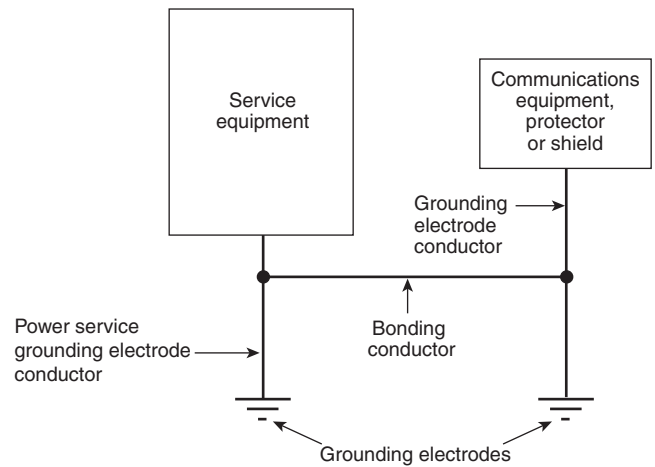 Service
equipment
Communications
equipment,
protector
or shield
Grounding
electrode
conductor
Bonding
conductor
Power service
grounding electrode
conductor
Grounding electrodes